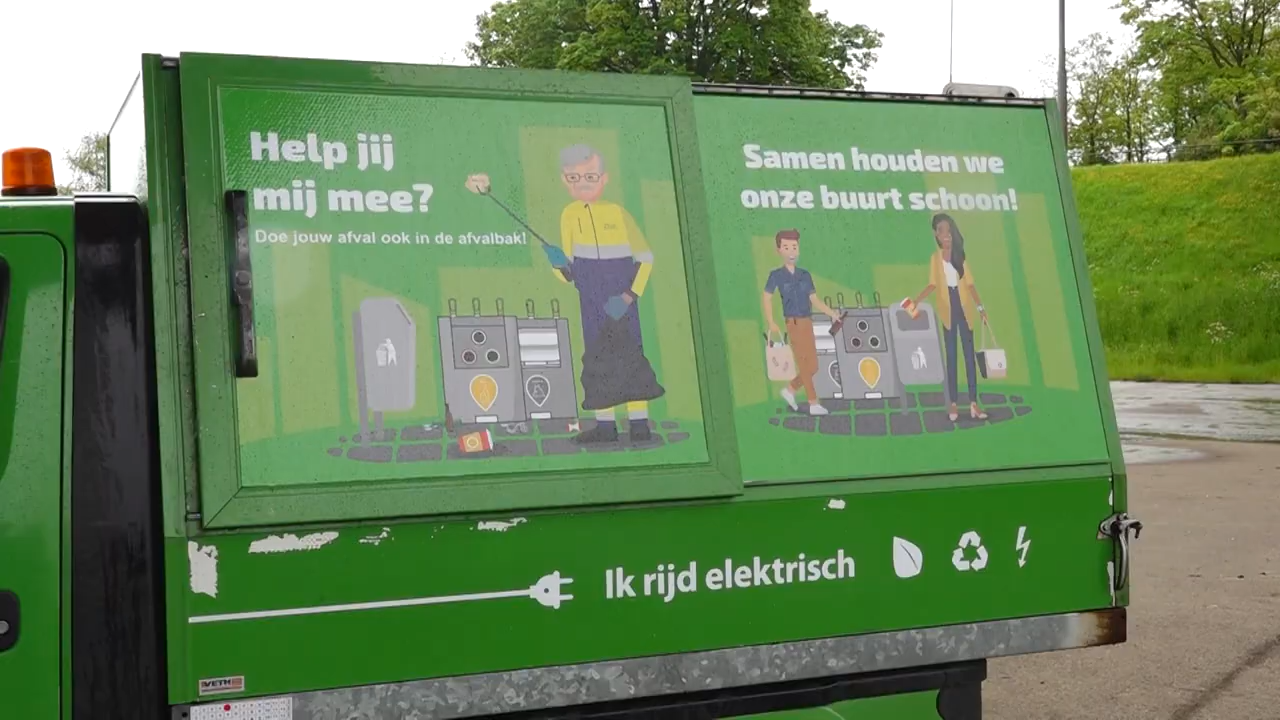 Help jij
mij mee?
Doe jouw afval ook in de afvalbak!
Samen houden we
onze buurt schoon!
Ik rijd elektrisch
VETH